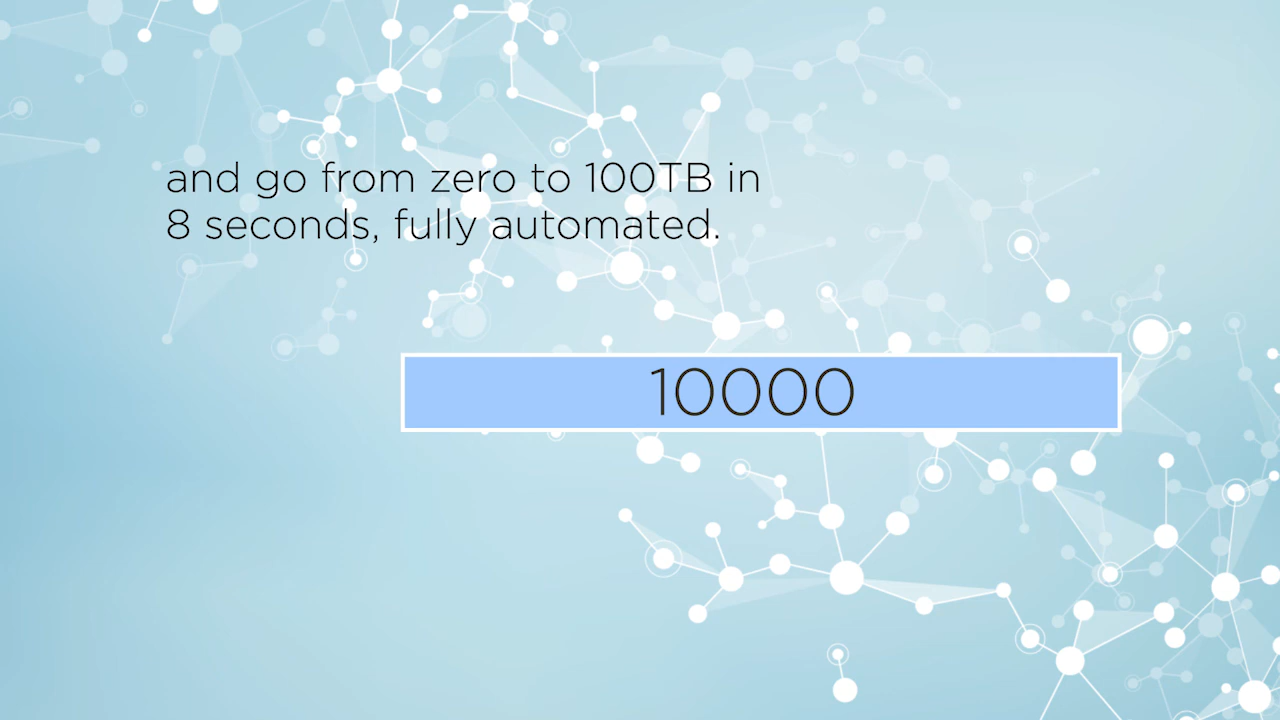 and go from zero to 100TB in
8 seconds, fully automated.
10000